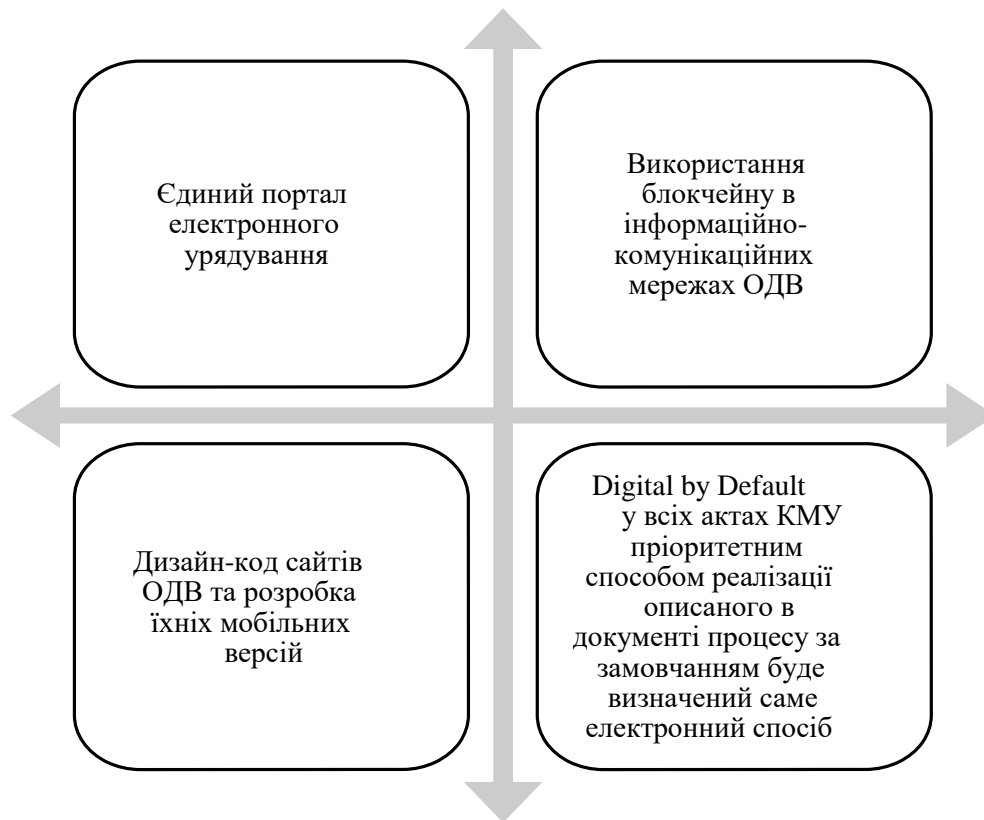 Єдиний портал
електронного
урядування
Використання
блокчейну в
інформаційно-
комунікаційних
мережах ОДВ
Дизайн-код сайтів
ОДВ та розробка
їхніх мобільних
версій
Digital by Default
у всіх актах КМУ
пріоритетним
способом реалізації
описаного в
документі процесу за
замовчанням буде
визначений саме
електронний спосіб